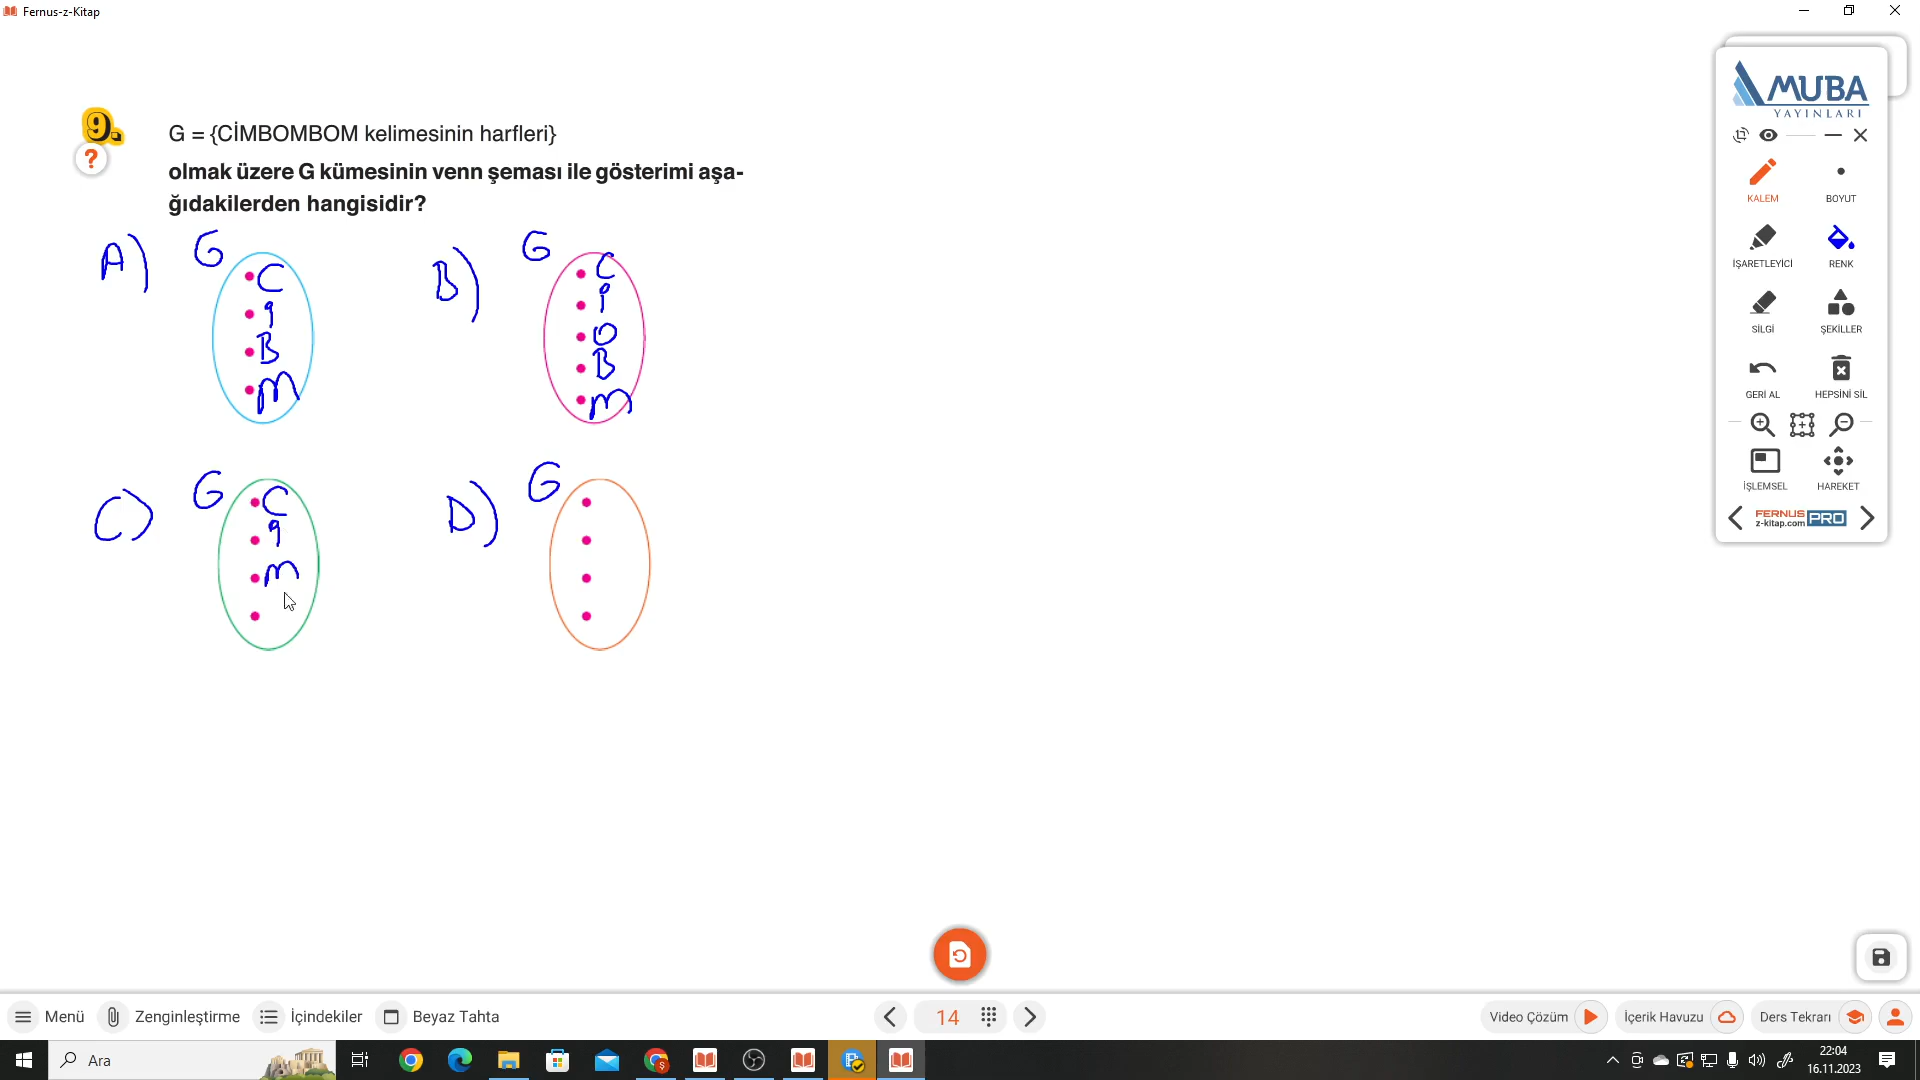 Fernus-z-Kitap
9.
?
G = {CİMBOMBOM kelimesinin harfleri}
olmak üzere G kümesinin venn şeması ile gösterimi aşa-
ğıdakilerden hangisidir?
A) G
C
i
B
M
B) G
C
i
O
B
M
C) G
C
i
M
D) G
MUBA
YAYINLARI
KALEM BOYUT
İŞARETLEYİCİ RENK
SİLGİ ŞEKİLLER
GERİ AL HEPSİNİ SİL
İŞLEMSEL HAREKET
FERNUS
z-kitap.com PRO
Menü Zenginleştirme İçindekiler Beyaz Tahta 14 Video Çözüm İçerik Havuzu Ders Tekrarı
Ara
22:04
16.11.2023